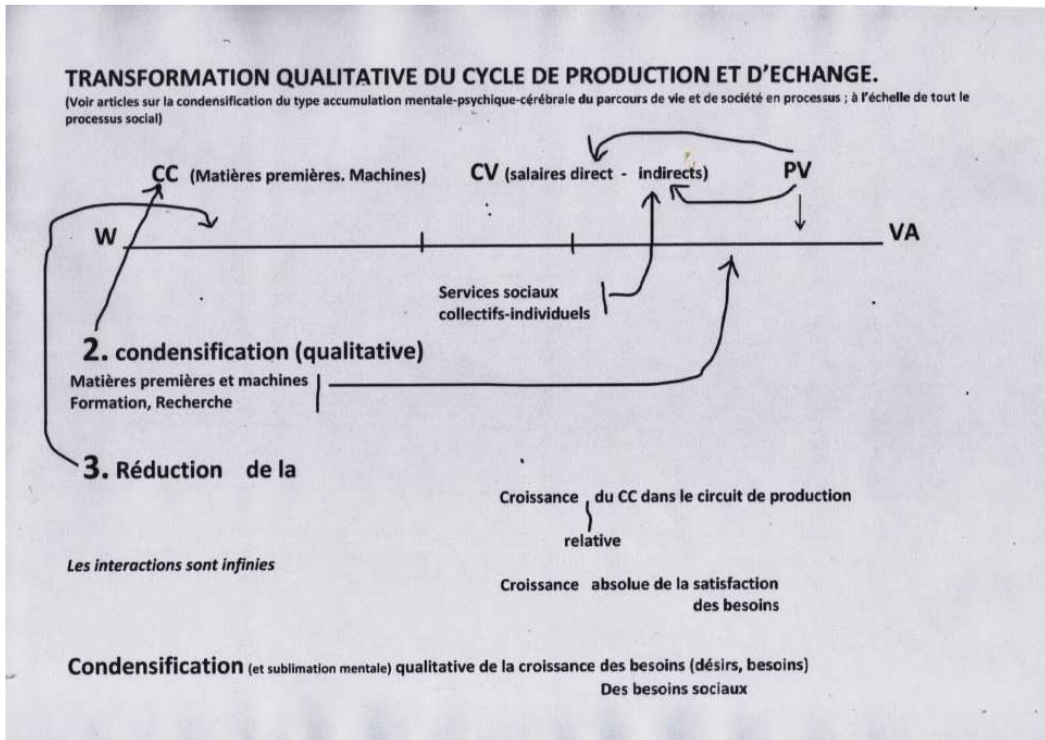 TRANSFORMATION QUALITATIVE DU CYCLE DE PRODUCTION ET D'ECHANGE.
(Voir articles sur la condensification du type accumulation mentale-psychique-cérébrale du parcours de vie et de société en processus ; à l'échelle de tout le
processus social)
CC (Matières premières. Machines) CV (salaires direct - indirects) PV
W VA
Services sociaux
collectifs-individuels
2. condensification (qualitative)
Matières premières et machines
Formation, Recherche
3. Réduction de la
Croissance du CC dans le circuit de production
relative
Les interactions sont infinies
Croissance absolue de la satisfaction
des besoins
Condensification (et sublimation mentale) qualitative de la croissance des besoins (désirs, besoins)
Des besoins sociaux